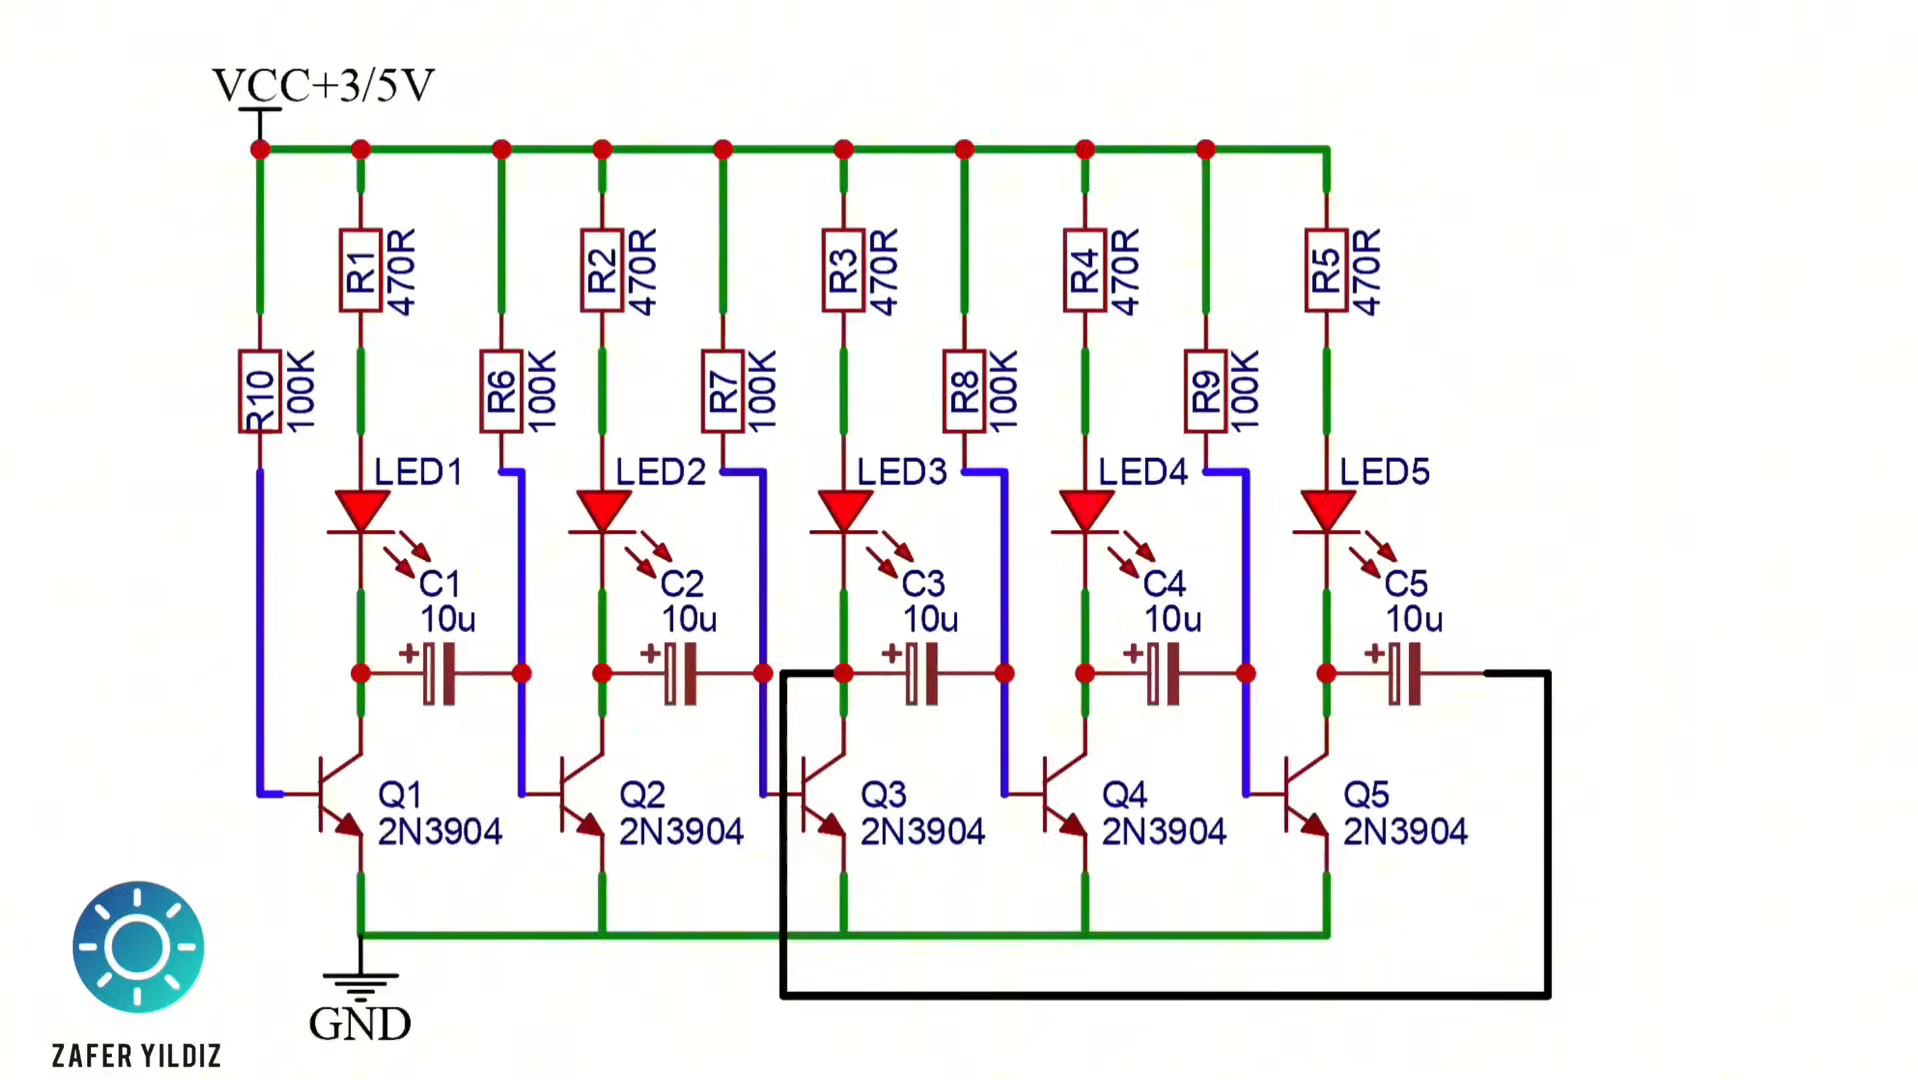 VCC+3/5V
R1
470R
R2
470R
R3
470R
R4
470R
R5
470R
R10
100K
R6
100K
R7
100K
R8
100K
R9
100K
LED1
LED2
LED3
LED4
LED5
C1
10u
C2
10u
C3
10u
C4
10u
C5
10u
+
+
+
+
+
Q1
2N3904
Q2
2N3904
Q3
2N3904
Q4
2N3904
Q5
2N3904
GND
ZAFER YILDIZ